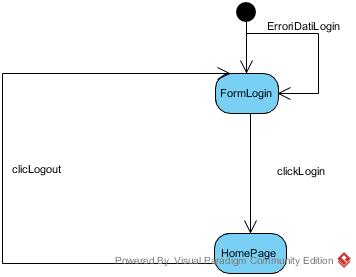 ErroriDatiLogin
FormLogin
clicLogout
clickLogin
HomePage
Powered By Visual Paradigm Community Edition